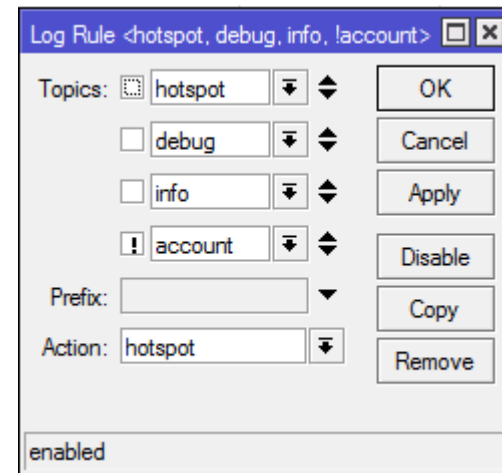 Log Rule <hotspot, debug, info, !account>
Topics: hotspot
debug
info
! account
Prefix:
Action: hotspot
OK
Cancel
Apply
Disable
Copy
Remove
enabled